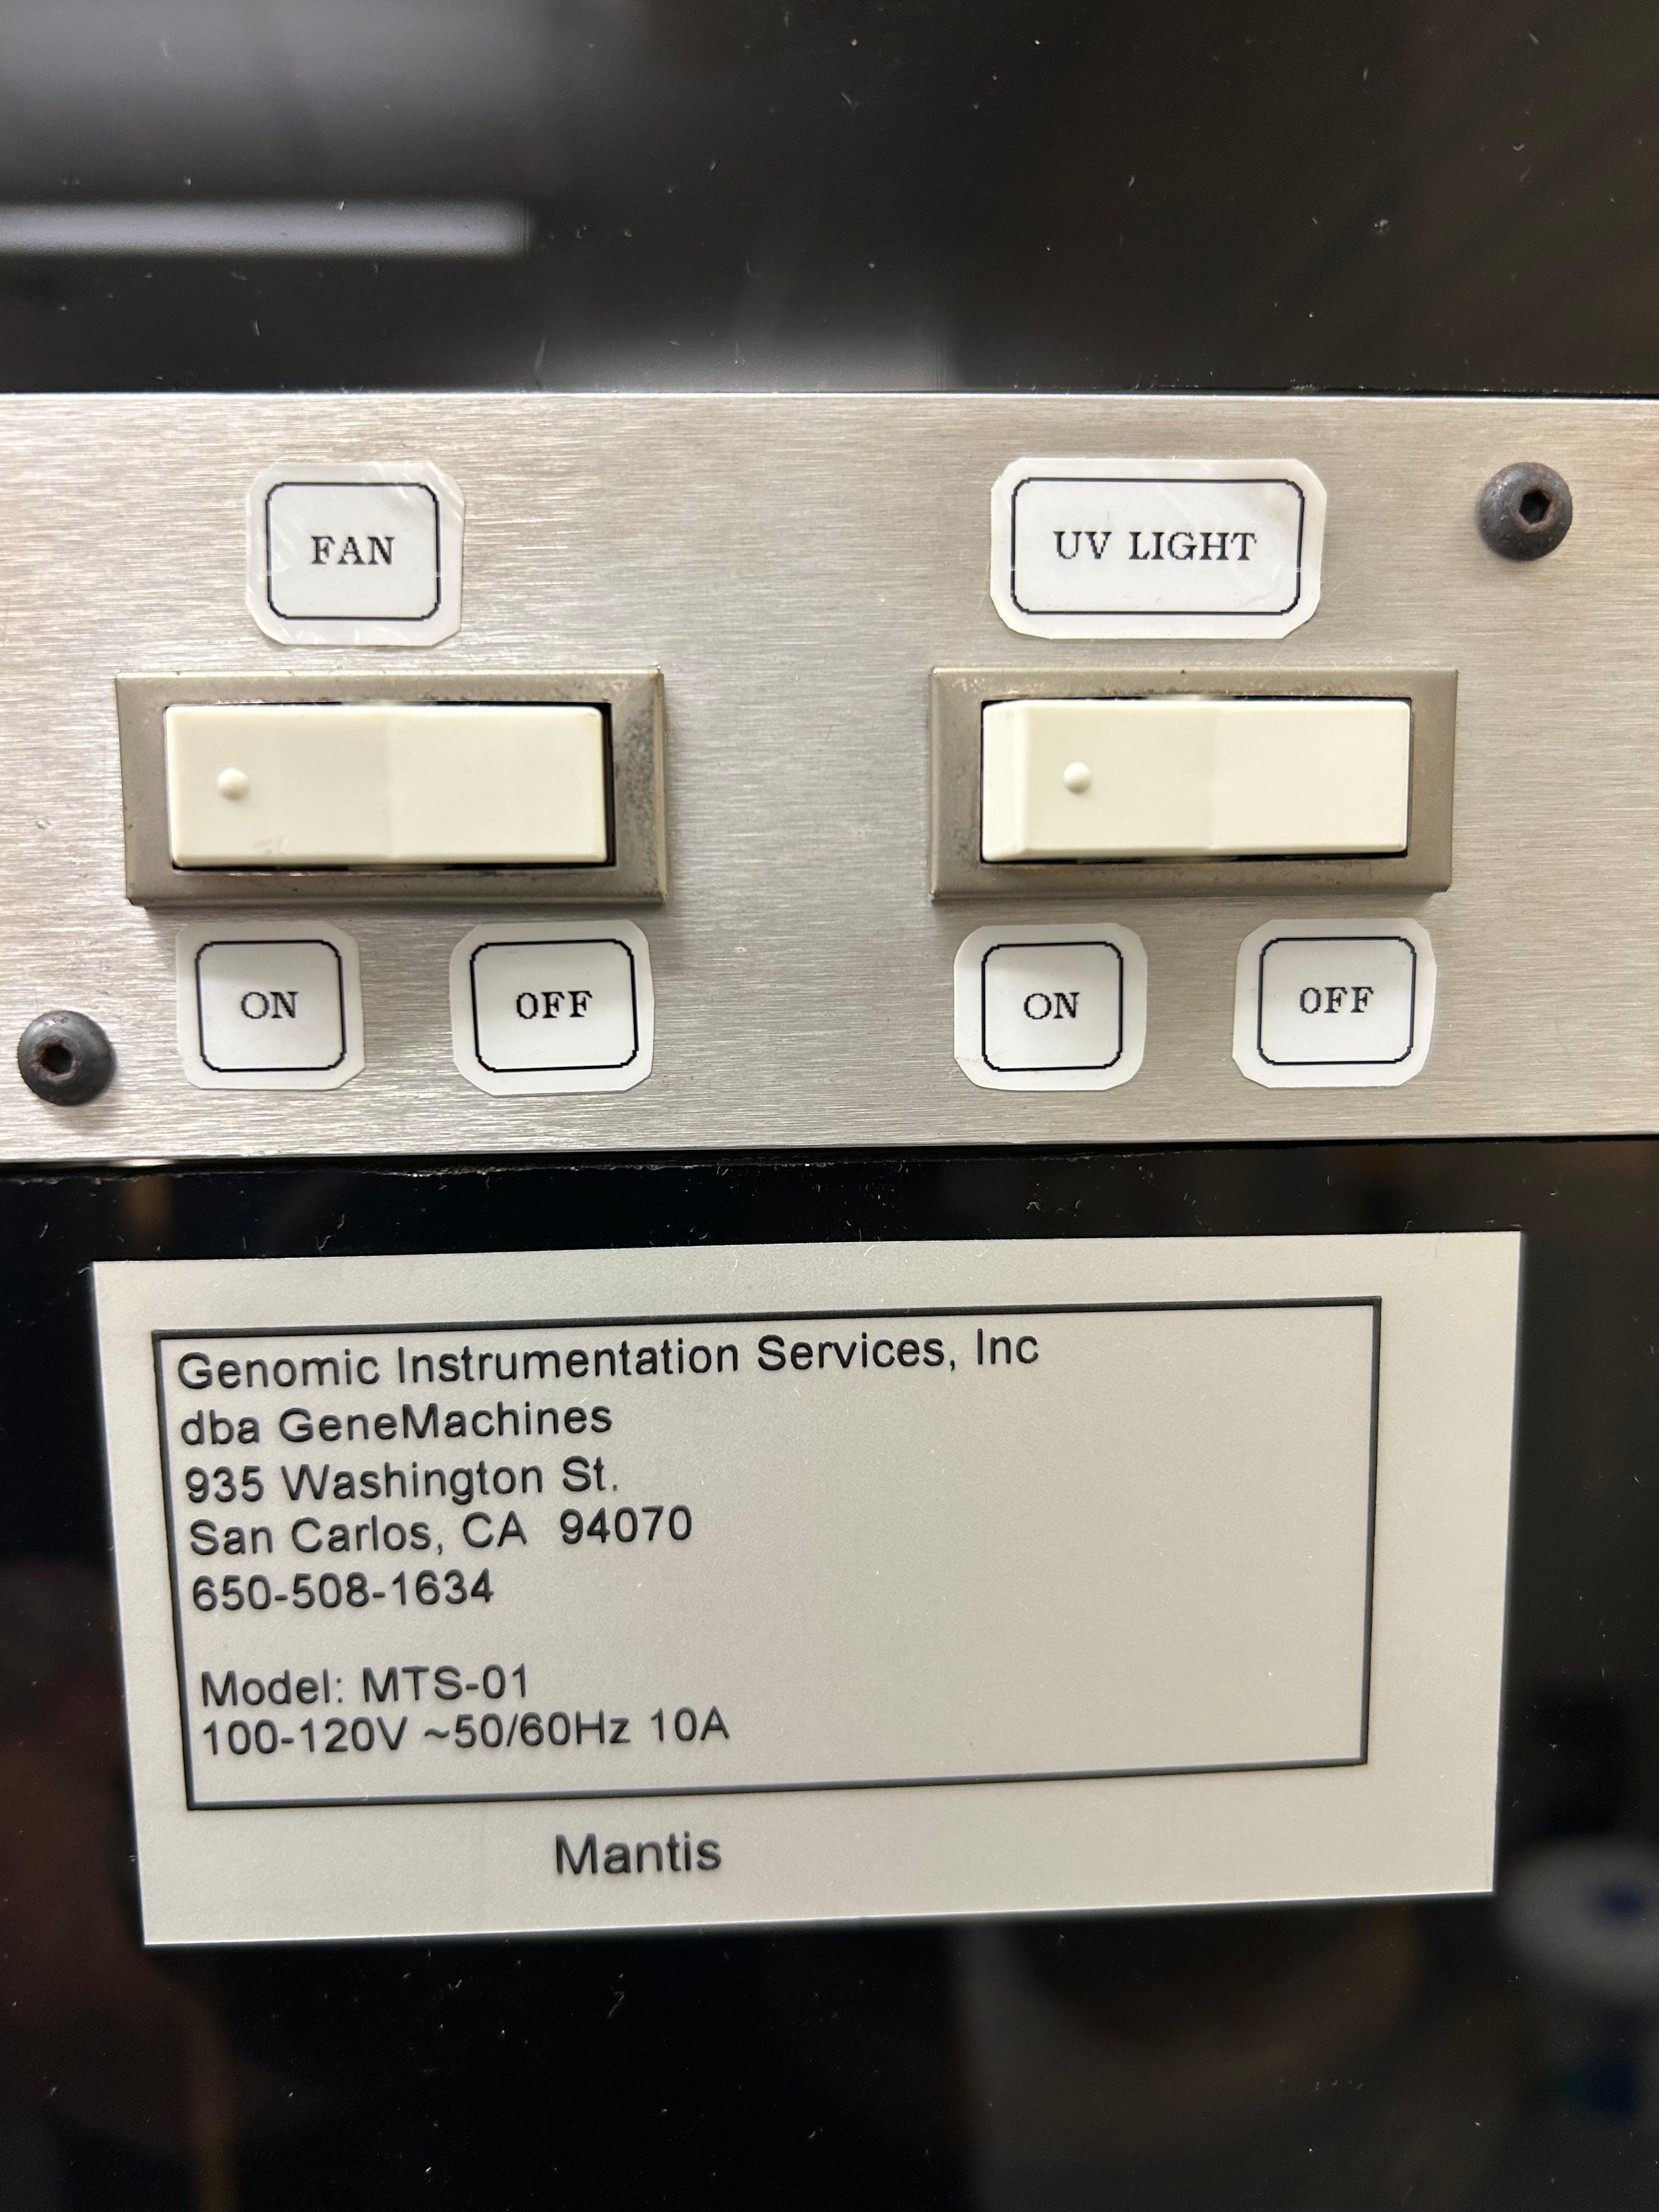 FAN
UV LIGHT
ON
OFF
ON
OFF
Genomic Instrumentation Services, Inc
dba GeneMachines
935 Washington St.
San Carlos, CA  94070
650-508-1634
Model: MTS-01
100-120V ~50/60Hz 10A
Mantis